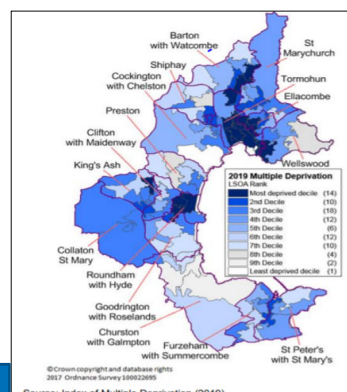 Barton
with Watcombe
St
Marychurch
Shiphay
Cockington
with Chelston
Tormohun
Ellacombe
Preston
Clifton
with Maidenway
King's Ash
Wellswood
2019 Multiple Deprivation
LSOA Rank
Most deprived decile (14)
2nd Decile (10)
3rd Decile (18)
4th Decile (12)
5th Decile (6)
6th Decile (12)
7th Decile (10)
8th Decile (4)
9th Decile (2)
Least deprived decile (1)
Collaton
St Mary
Roundham
with Hyde
Goodrington
with Roselands
Churston
with Galmpton
Furzeham
with Summercombe
St Peter's
with St Mary's
©Crown copyright and database rights
2017 Ordnance Survey 100022695
Source: Index of Multiple Deprivation (2019)